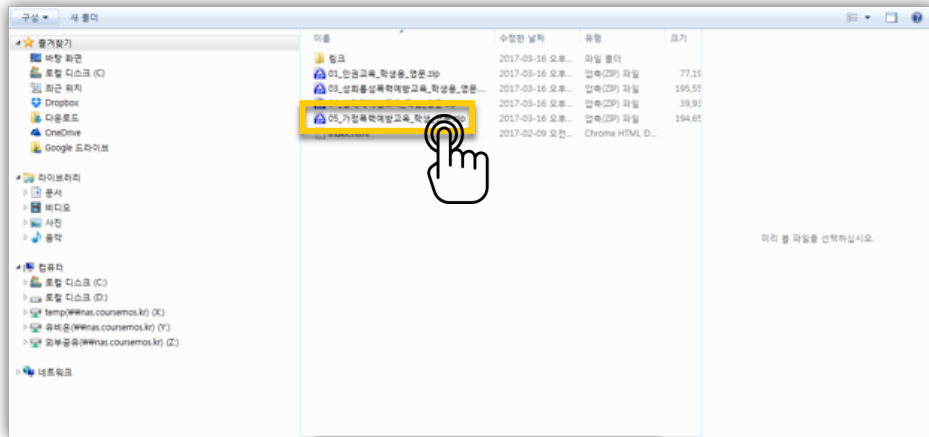 구성 새 폴더
이름 수정한 날짜 유형 크기
즐겨찾기
바탕 화면
로컬 디스크 (C)
최근 위치
Dropbox
다운로드
OneDrive
Google 드라이브
라이브러리
문서
비디오
사진
음악
컴퓨터
로컬 디스크 (C:)
로컬 디스크 (D:)
temp(₩₩nas.coursemos.kr) (X:)
유비온(₩₩nas.coursemos.kr) (Y:)
외부공유(₩₩nas.coursemos.kr) (Z:)
네트워크
링크 2017-03-16 오후... 파일 폴더
01_인권교육_학생용_영문.zip 2017-03-16 오후... 압축(ZIP) 파일 77,19
03_성희롱성폭력예방교육_학생용_영문... 2017-03-16 오후... 압축(ZIP) 파일 195,55
2017-03-16 오후... 압축(ZIP) 파일 39,93
05_가정폭력예방교육_학생 2017-03-16 오후... 압축(ZIP) 파일 194,65
index.html 2017-02-09 오전... Chrome HTML D...
미리 볼 파일을 선택하십시오.